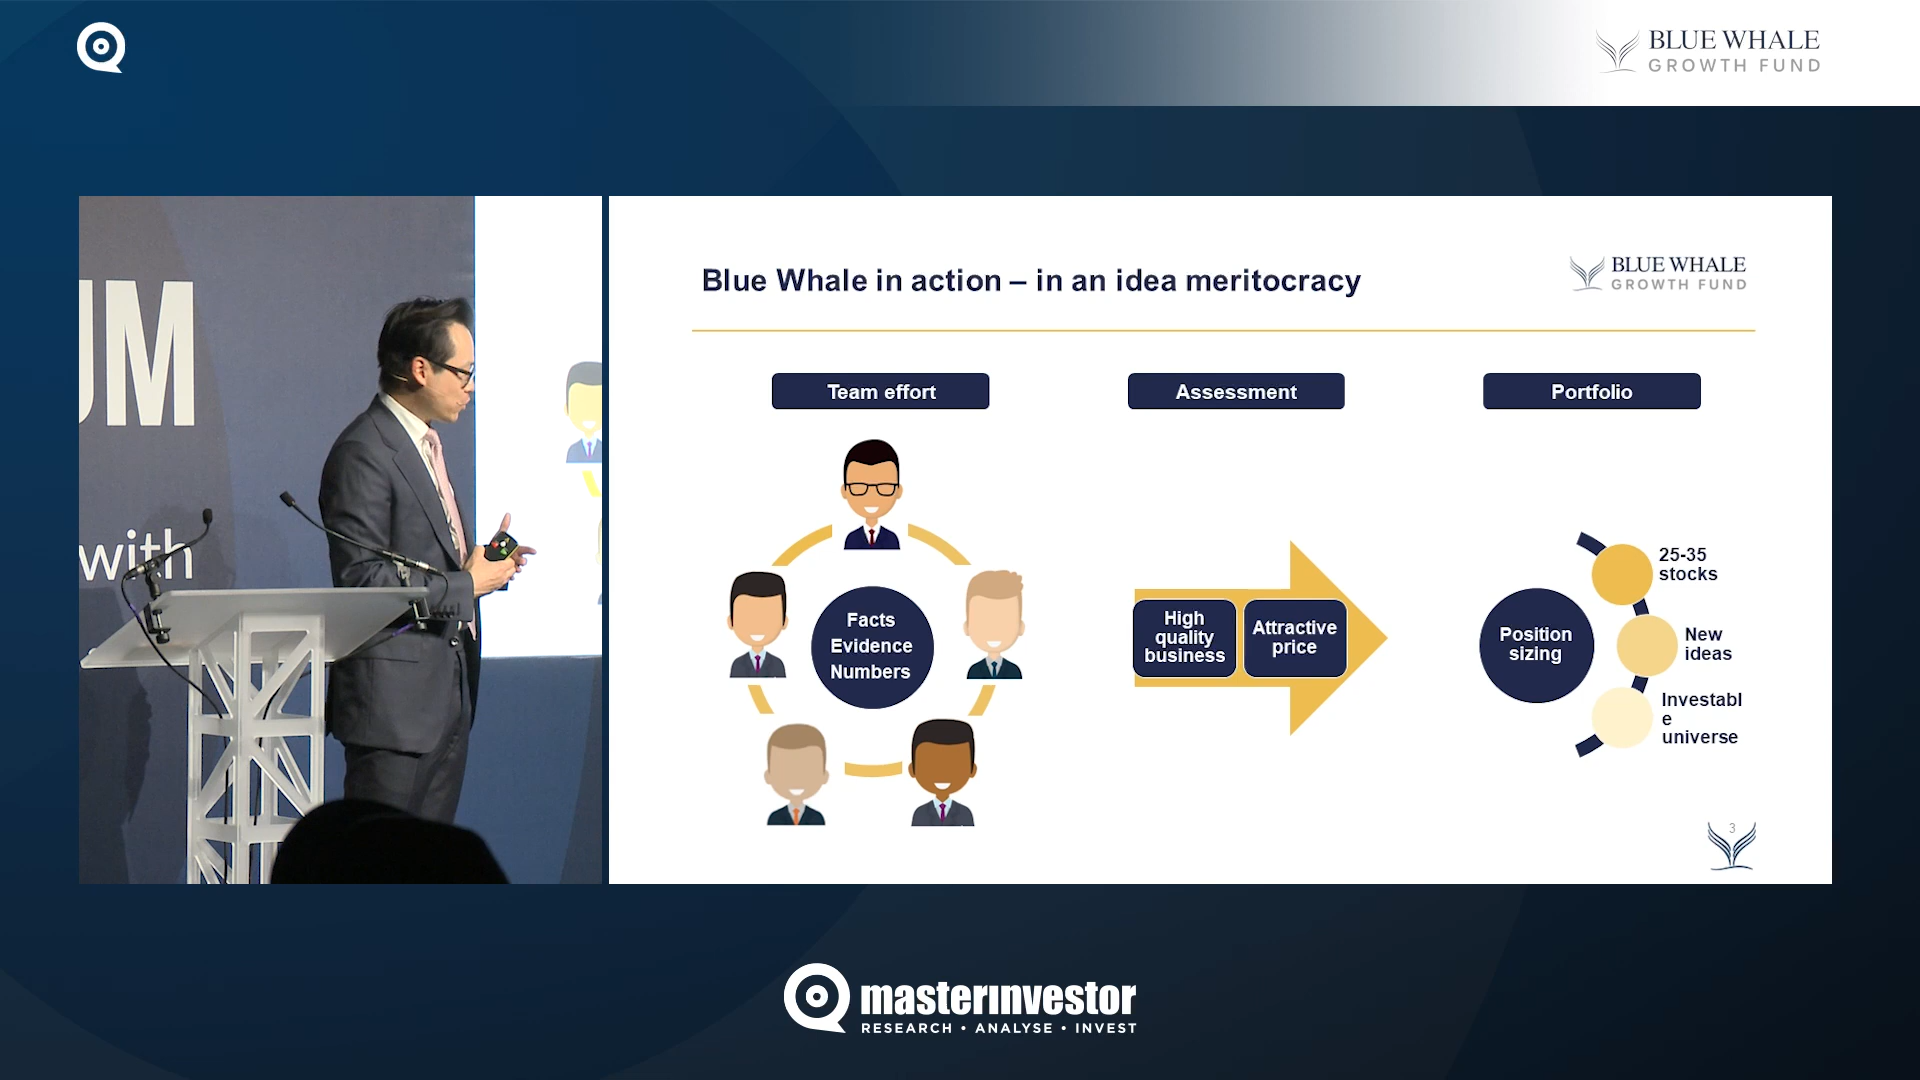 BLUE WHALE
GROWTH FUND
UM
with
Blue Whale in action – in an idea meritocracy
BLUE WHALE
GROWTH FUND
Team effort
Assessment
Portfolio
Facts
Evidence
Numbers
High
quality
business
Attractive
price
Position
sizing
25-35
stocks
New
ideas
Investabl
e
universe
3
masterinvestor
RESEARCH • ANALYSE • INVEST